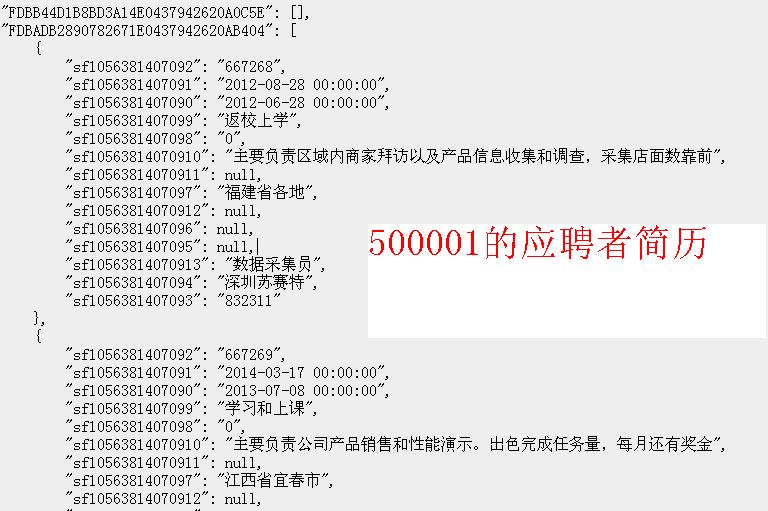 "FDBB44D1B8BD3A14E0437942620A0C5E": [],
"FDBADB2890782671E0437942620AB404": [
{
"sf1056381407092": "667268",
"sf1056381407091": "2012-08-28 00:00:00",
"sf1056381407090": "2012-06-28 00:00:00",
"sf1056381407099": "返校上学",
"sf1056381407098": "0",
"sf10563814070910": "主要负责区域内商家拜访以及产品信息收集和调查，采集店面数靠前",
"sf10563814070911": null,
"sf1056381407097": "福建省各地",
"sf10563814070912": null,
"sf1056381407096": null,
"sf1056381407095": null,
"sf10563814070913": "数据采集员",
"sf1056381407094": "深圳苏赛特",
"sf1056381407093": "832311"
},
500001的应聘者简历
{
"sf1056381407092": "667269",
"sf1056381407091": "2014-03-17 00:00:00",
"sf1056381407090": "2013-07-08 00:00:00",
"sf1056381407099": "学习和上课",
"sf1056381407098": "0",
"sf10563814070910": "主要负责公司产品销售和性能演示。出色完成任务量，每月还有奖金",
"sf10563814070911": null,
"sf1056381407097": "江西省宜春市",
"sf10563814070912": null,